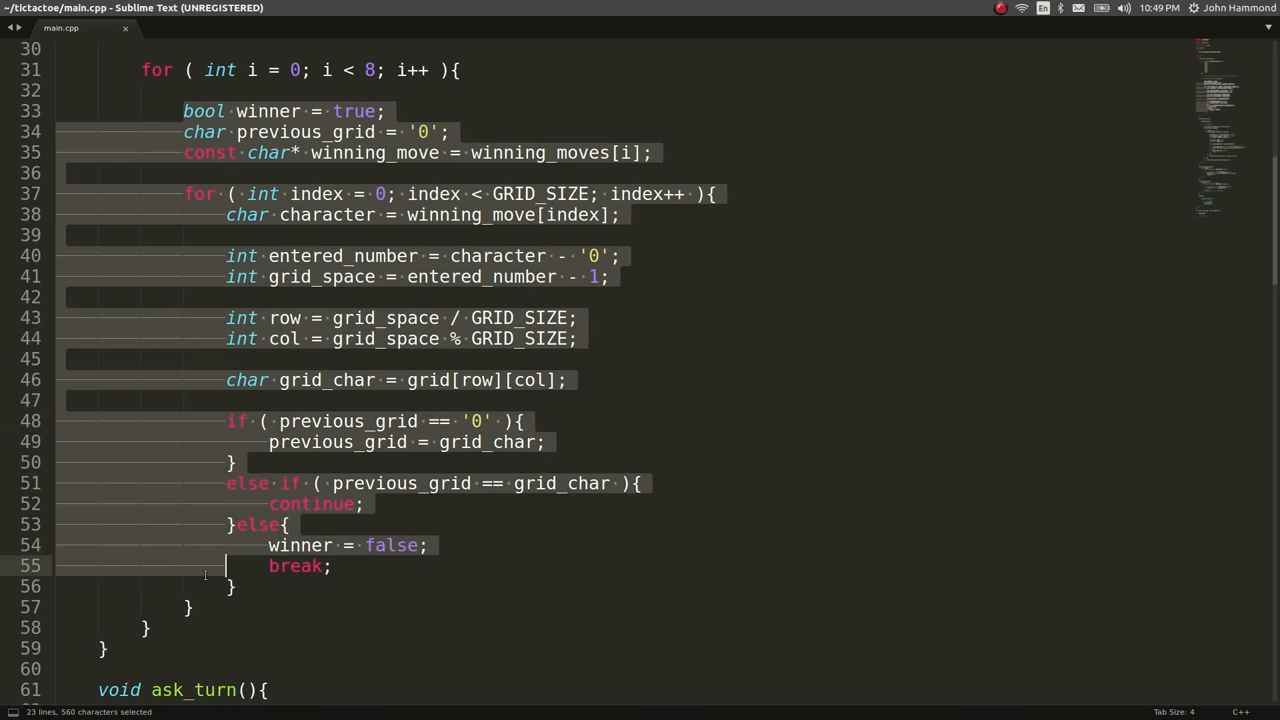 ~/tictactoe/main.cpp - Sublime Text (UNREGISTERED)
En
10:49 PM
John Hammond
main.cpp
×
30
31 for ( int i = 0; i < 8; i++ ){
32
33 bool winner = true;
34 char previous_grid = '0';
35 const char* winning_move = winning_moves[i];
36
37 for ( int index = 0; index < GRID_SIZE; index++ ){
38 char character = winning_move[index];
39
40 int entered_number = character - '0';
41 int grid_space = entered_number - 1;
42
43 int row = grid_space / GRID_SIZE;
44 int col = grid_space % GRID_SIZE;
45
46 char grid_char = grid[row][col];
47
48 if ( previous_grid == '0' ){
49 previous_grid = grid_char;
50 }
51 else if ( previous_grid == grid_char ){
52 continue;
53 }else{
54 winner = false;
55 break;
56 }
57 }
58 }
59 }
60
61 void ask_turn(){
23 lines, 560 characters selected
Tab Size: 4
C++